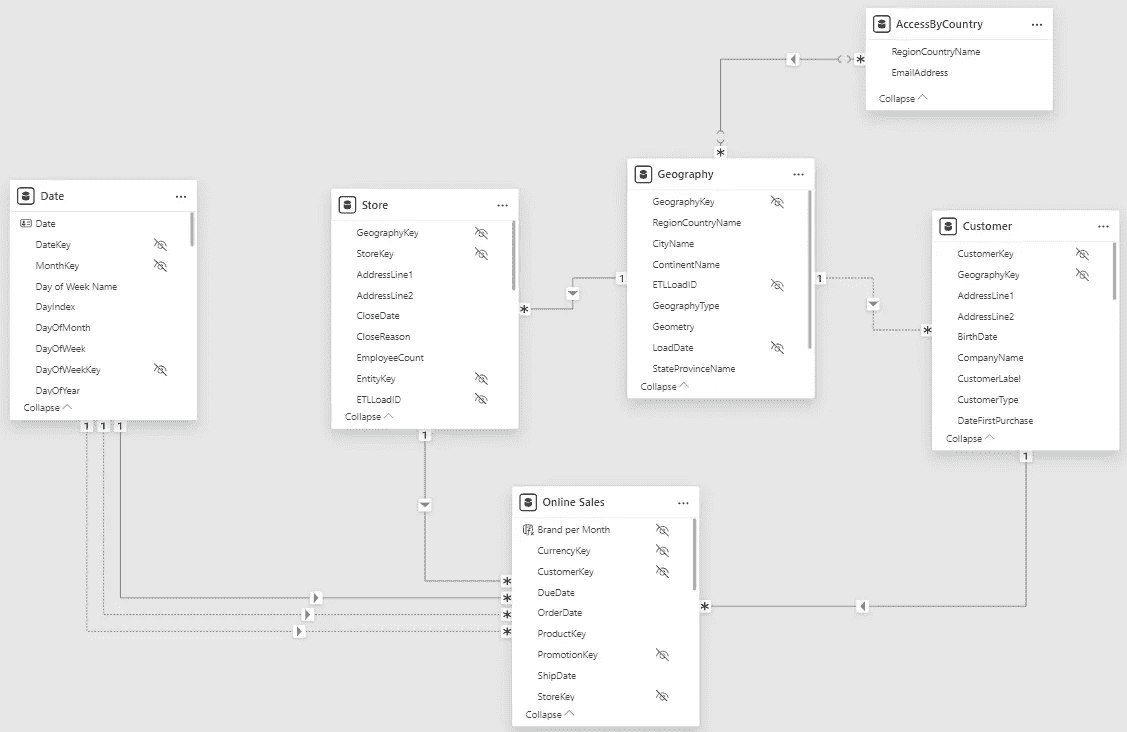 AccessByCountry
RegionCountryName
EmailAddress
Collapse
*
*
Geography
GeographyKey
RegionCountryName
CityName
ContinentName
ETLLoadID
GeographyType
Geometry
LoadDate
StateProvinceName
Collapse
1
1
Date
Date
DateKey
MonthKey
Day of Week Name
DayIndex
DayOfMonth
DayOfWeek
DayOfWeekKey
DayOfYear
Collapse
1 1 1
Store
GeographyKey
StoreKey
AddressLine1
AddressLine2
CloseDate
CloseReason
EmployeeCount
EntityKey
ETLLoadID
Collapse
*
1
Customer
CustomerKey
GeographyKey
AddressLine1
AddressLine2
BirthDate
CompanyName
CustomerLabel
CustomerType
DateFirstPurchase
Collapse
*
1
Online Sales
Brand per Month
CurrencyKey
CustomerKey
DueDate
OrderDate
ProductKey
PromotionKey
ShipDate
StoreKey
Collapse
*
*
*
*
*